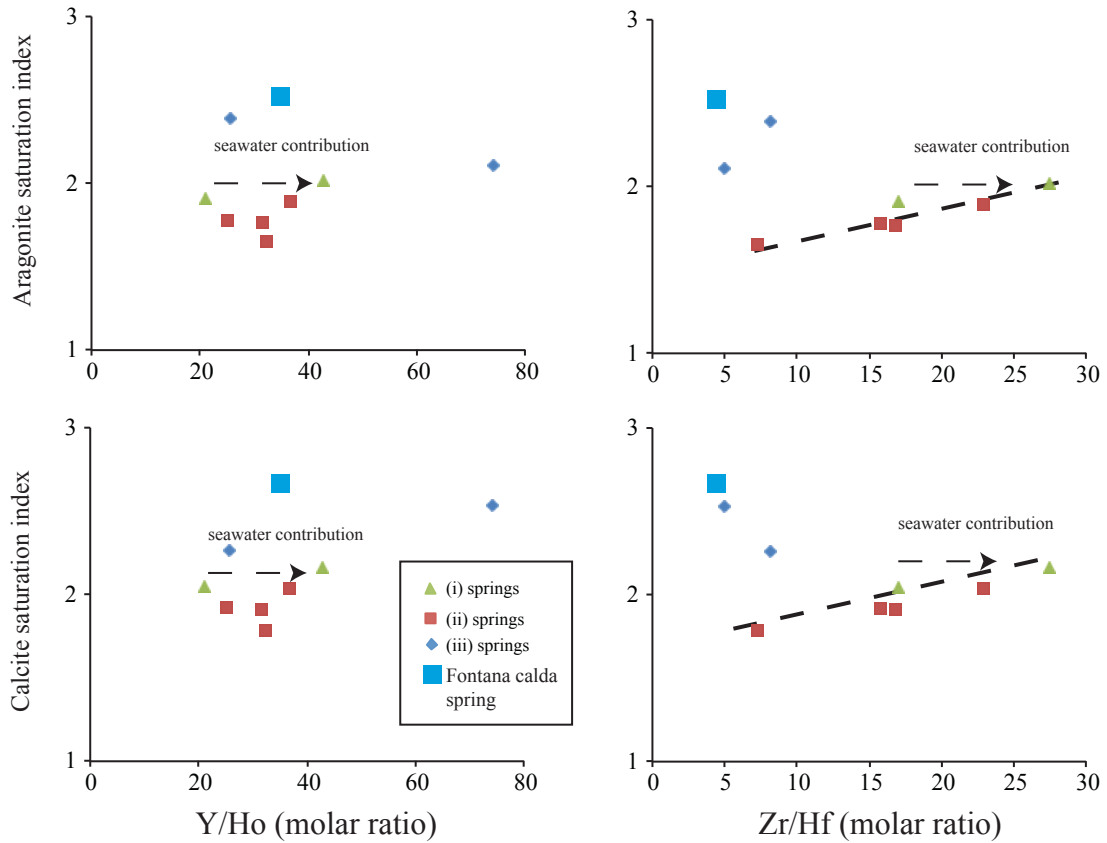 3
2
1
Aragonite saturation index
seawater contribution
0
20
40
60
80
3
2
1
seawater contribution
0
5
10
15
20
25
30
3
2
1
Calcite saturation index
seawater contribution
(i) springs
(ii) springs
(iii) springs
Fontana calda
spring
0
20
40
60
80
Y/Ho (molar ratio)
3
2
1
seawater contribution
0
5
10
15
20
25
30
Zr/Hf (molar ratio)